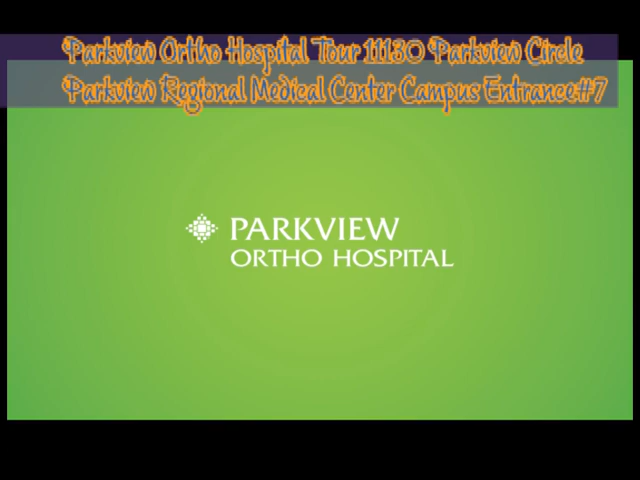 Parkview Ortho Hospital Tour 11130 Parkview Circle
Parkview Regional Medical Center Campus Entrance#7
PARKVIEW
ORTHO HOSPITAL